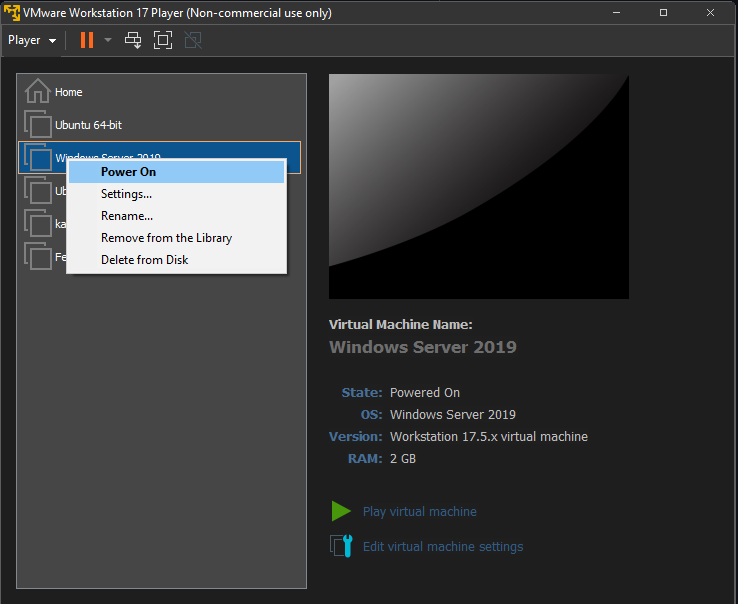 VMware Workstation 17 Player (Non-commercial use only)
Player
Home
Ubuntu 64-bit
Windows Server 2019
Power On
Settings...
Rename...
Remove from the Library
Delete from Disk
Ub
ka
Fe
Virtual Machine Name:
Windows Server 2019
State: Powered On
OS: Windows Server 2019
Version: Workstation 17.5.x virtual machine
RAM: 2 GB
Play virtual machine
Edit virtual machine settings